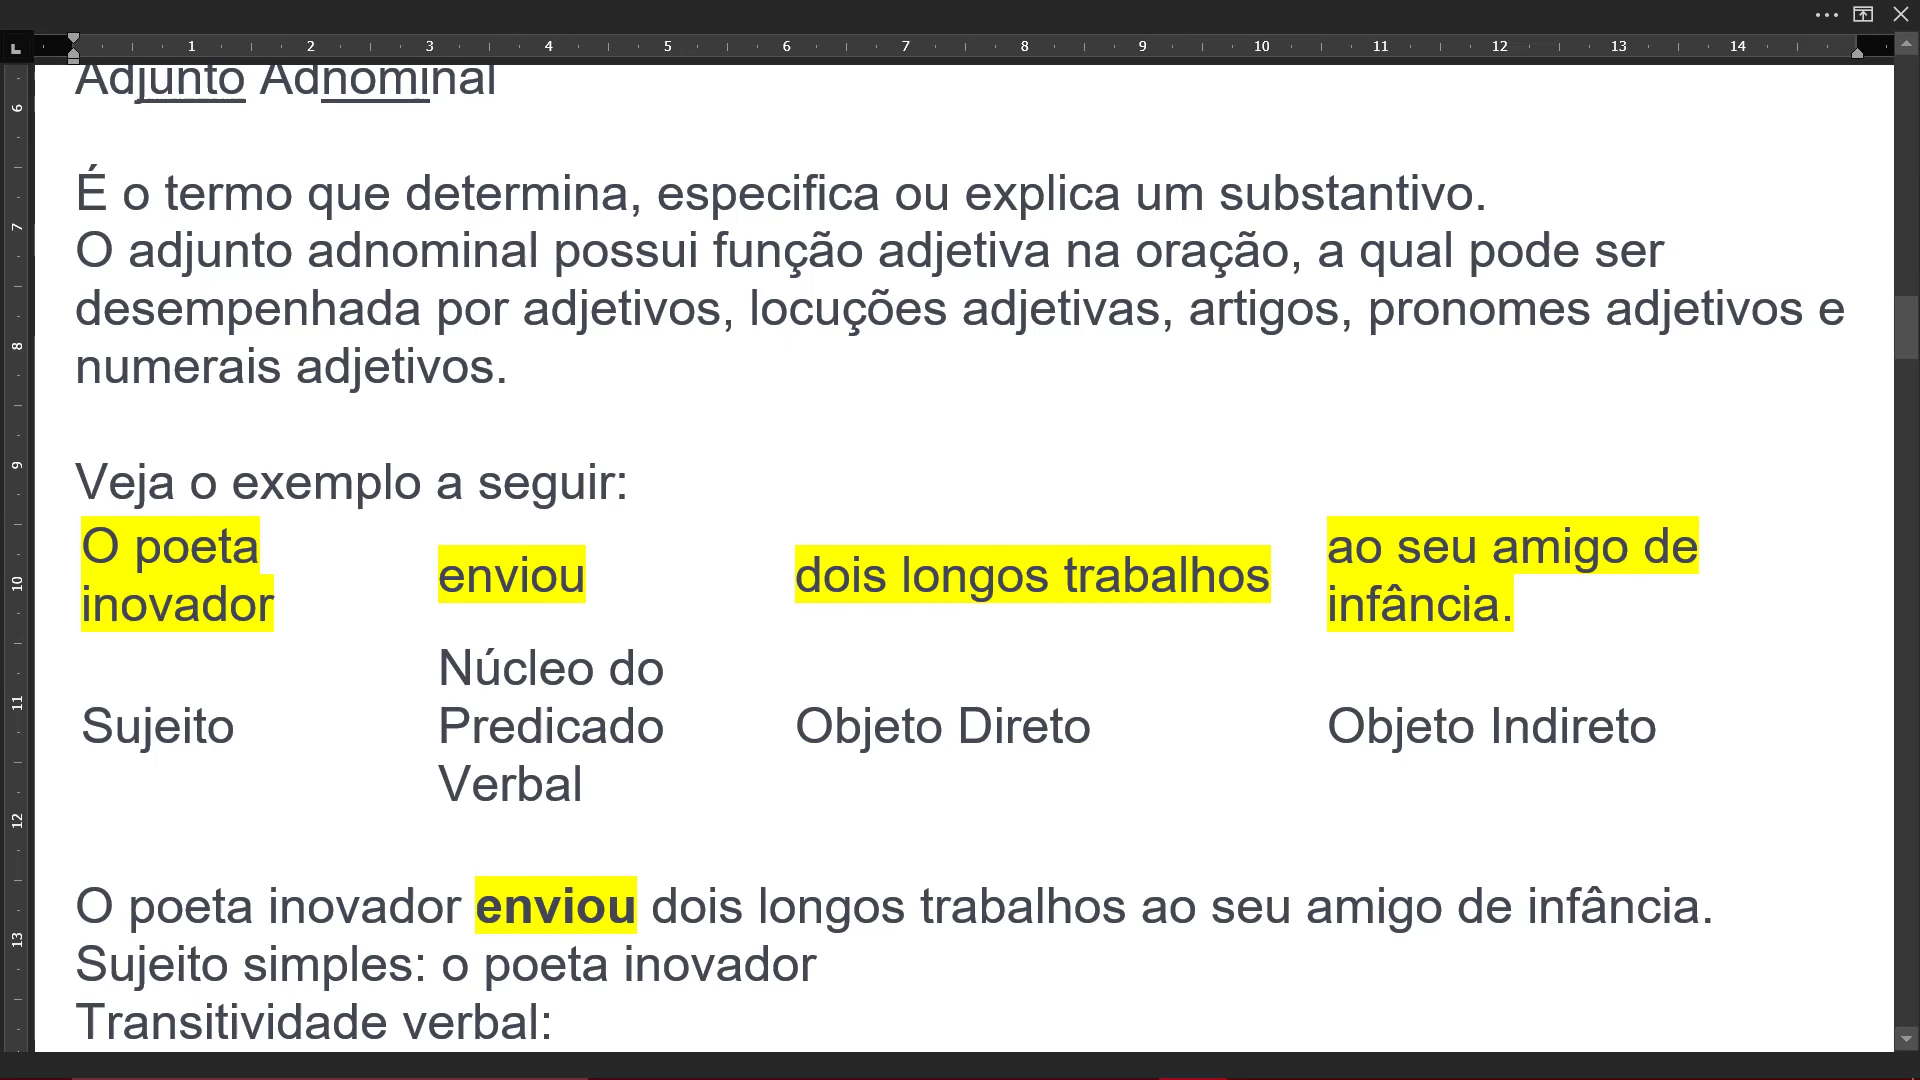 1 2 3 4 5 6 7 8 9 10 11 12 13 14
Adjunto Adnominal
É o termo que determina, especifica ou explica um substantivo.
O adjunto adnominal possui função adjetiva na oração, a qual pode ser
desempenhada por adjetivos, locuções adjetivas, artigos, pronomes adjetivos e
numerais adjetivos.
Veja o exemplo a seguir:
O poeta
inovador
enviou
dois longos trabalhos
ao seu amigo de
infância.
Sujeito
Núcleo do
Predicado
Verbal
Objeto Direto
Objeto Indireto
O poeta inovador enviou dois longos trabalhos ao seu amigo de infância.
Sujeito simples: o poeta inovador
Transitividade verbal:
6
7
8
9
10
11
12
13